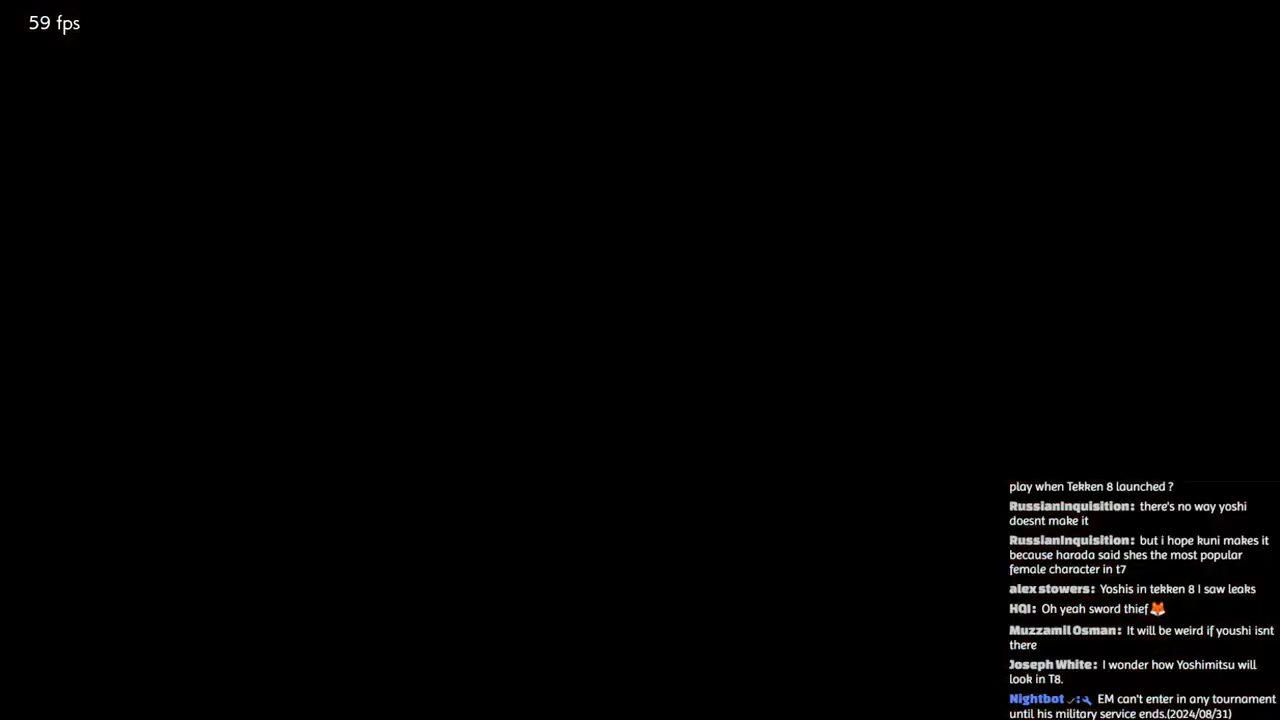 59 fps
play when Tekken 8 launched ?
RussianInquisition: there's no way yoshi
doesnt make it
RussianInquisition: but i hope kuni makes it
because harada said shes the most popular
female character in t7
alex stowers: Yoshis in tekken 8 I saw leaks
HQI: Oh yeah sword thief🦊
Muzzamil Osman: It will be weird if youshi isnt
there
Joseph White: I wonder how Yoshimitsu will
look in T8.
Nightbot ✓: 🔧 EM can't enter in any tournament
until his military service ends.(2024/08/31)